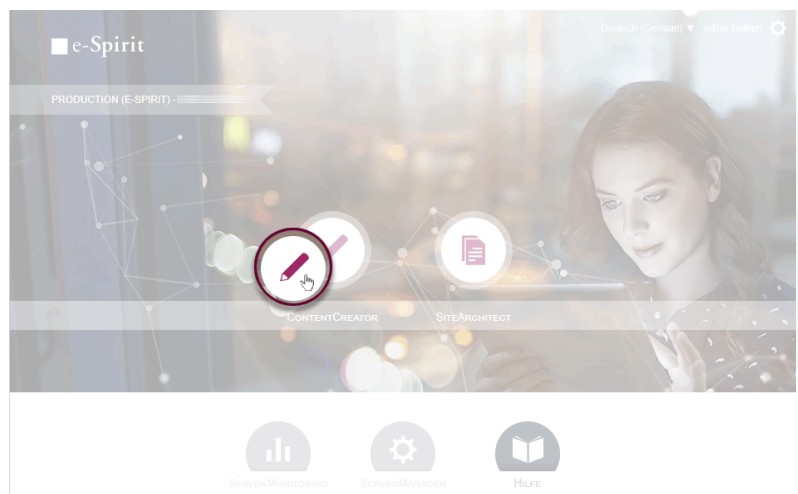 Deutsch (German) ▼ editor (editor)
e-Spirit
PRODUCTION (E-SPIRIT)
CONTENTCREATOR SITEARCHITECT
SERVERMONITORING SERVERMANAGER HILFE